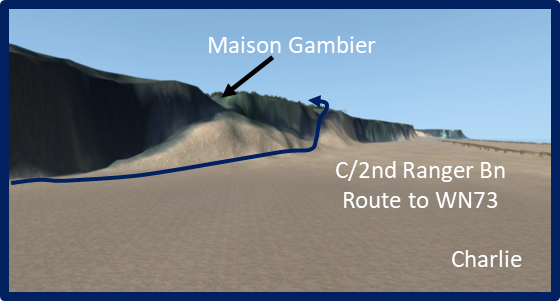 Maison Gambier
C/2nd Ranger Bn
Route to WN73
Charlie